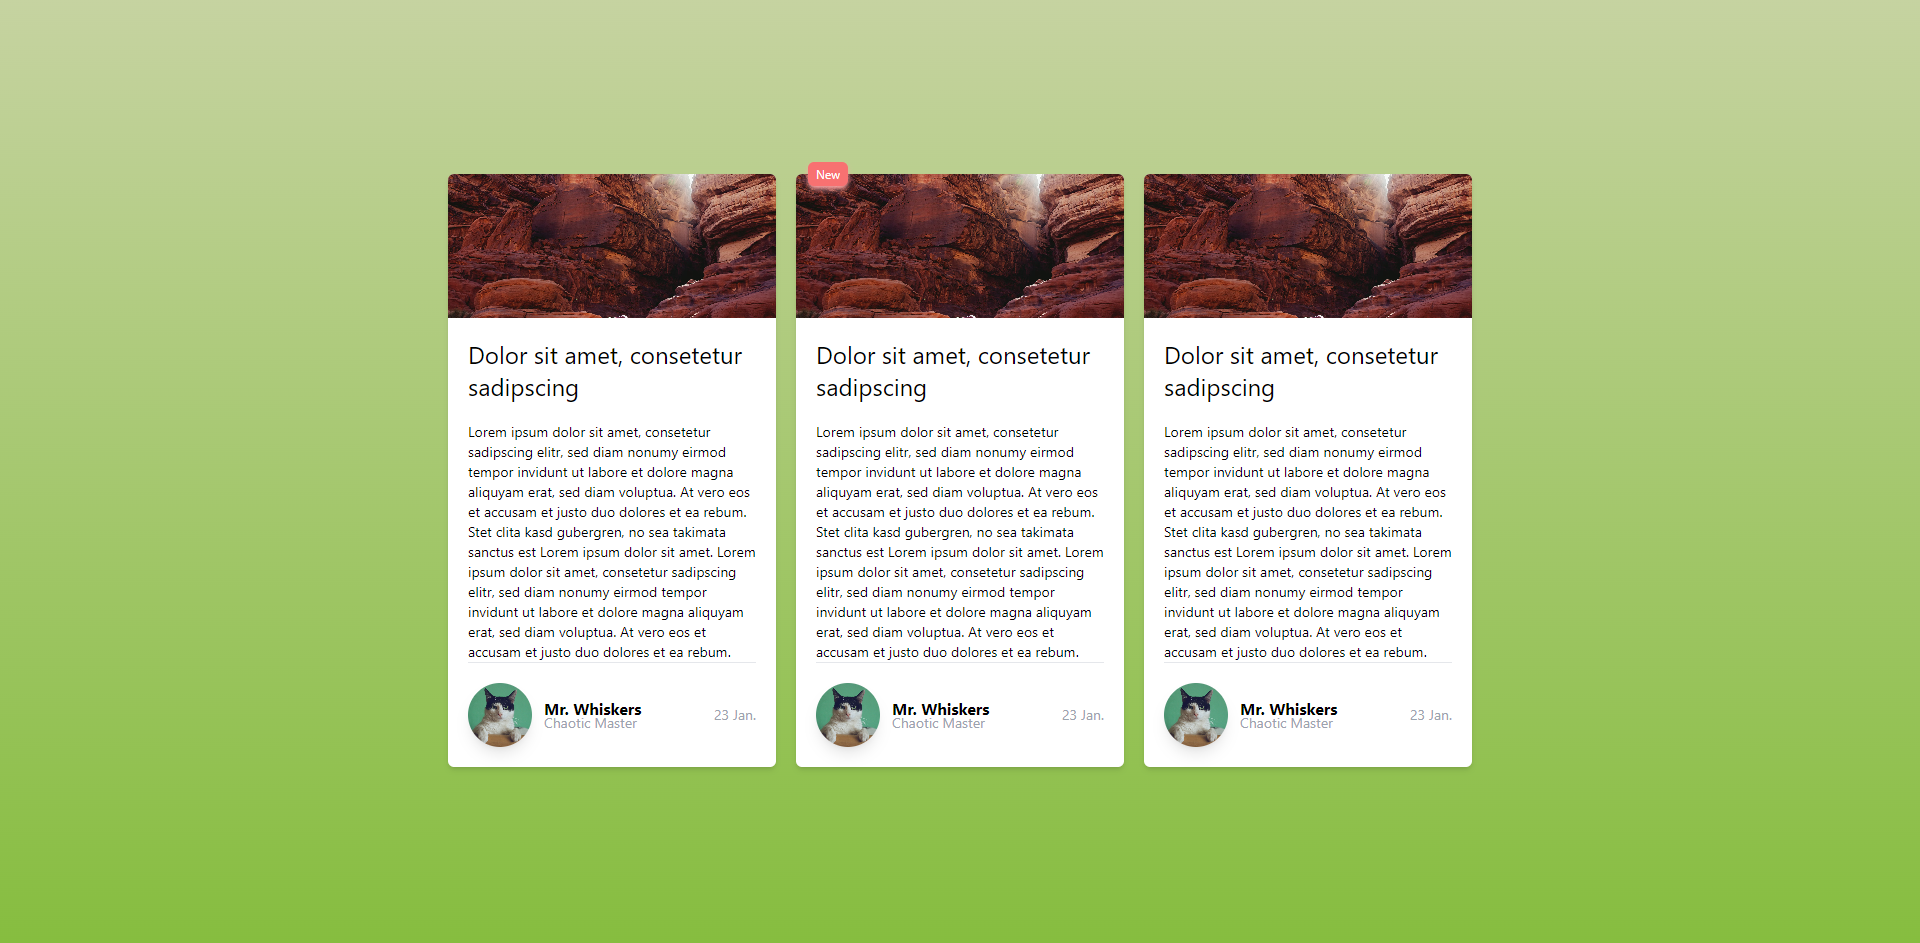 Dolor sit amet, consetetur
sadipscing
Lorem ipsum dolor sit amet, consetetur
sadipscing elitr, sed diam nonumy eirmod
tempor invidunt ut labore et dolore magna
aliquyam erat, sed diam voluptua. At vero eos
et accusam et justo duo dolores et ea rebum.
Stet clita kasd gubergren, no sea takimata
sanctus est Lorem ipsum dolor sit amet. Lorem
ipsum dolor sit amet, consetetur sadipscing
elitr, sed diam nonumy eirmod tempor
invidunt ut labore et dolore magna aliquyam
erat, sed diam voluptua. At vero eos et
accusam et justo duo dolores et ea rebum.
Mr. Whiskers
Chaotic Master
23 Jan.
New
Dolor sit amet, consetetur
sadipscing
Lorem ipsum dolor sit amet, consetetur
sadipscing elitr, sed diam nonumy eirmod
tempor invidunt ut labore et dolore magna
aliquyam erat, sed diam voluptua. At vero eos
et accusam et justo duo dolores et ea rebum.
Stet clita kasd gubergren, no sea takimata
sanctus est Lorem ipsum dolor sit amet. Lorem
ipsum dolor sit amet, consetetur sadipscing
elitr, sed diam nonumy eirmod tempor
invidunt ut labore et dolore magna aliquyam
erat, sed diam voluptua. At vero eos et
accusam et justo duo dolores et ea rebum.
Mr. Whiskers
Chaotic Master
23 Jan.
Dolor sit amet, consetetur
sadipscing
Lorem ipsum dolor sit amet, consetetur
sadipscing elitr, sed diam nonumy eirmod
tempor invidunt ut labore et dolore magna
aliquyam erat, sed diam voluptua. At vero eos
et accusam et justo duo dolores et ea rebum.
Stet clita kasd gubergren, no sea takimata
sanctus est Lorem ipsum dolor sit amet. Lorem
ipsum dolor sit amet, consetetur sadipscing
elitr, sed diam nonumy eirmod tempor
invidunt ut labore et dolore magna aliquyam
erat, sed diam voluptua. At vero eos et
accusam et justo duo dolores et ea rebum.
Mr. Whiskers
Chaotic Master
23 Jan.